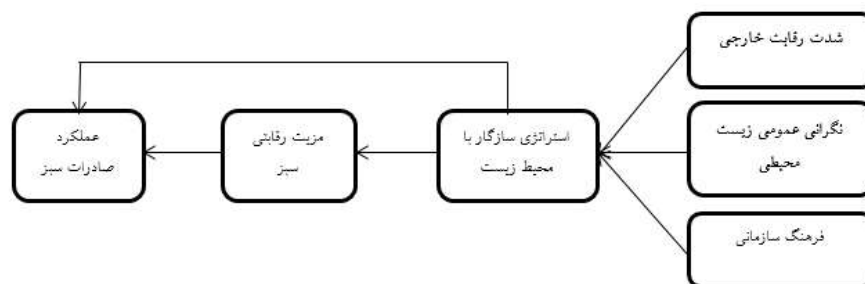 شدت رقابت خارجی
نگرانی عمومی زیست
محیطی
فرهنگ سازمانی
استراتژی سازگار با
محیط زیست
مزیت رقابتی
سبز
عملکرد
صادرات سبز